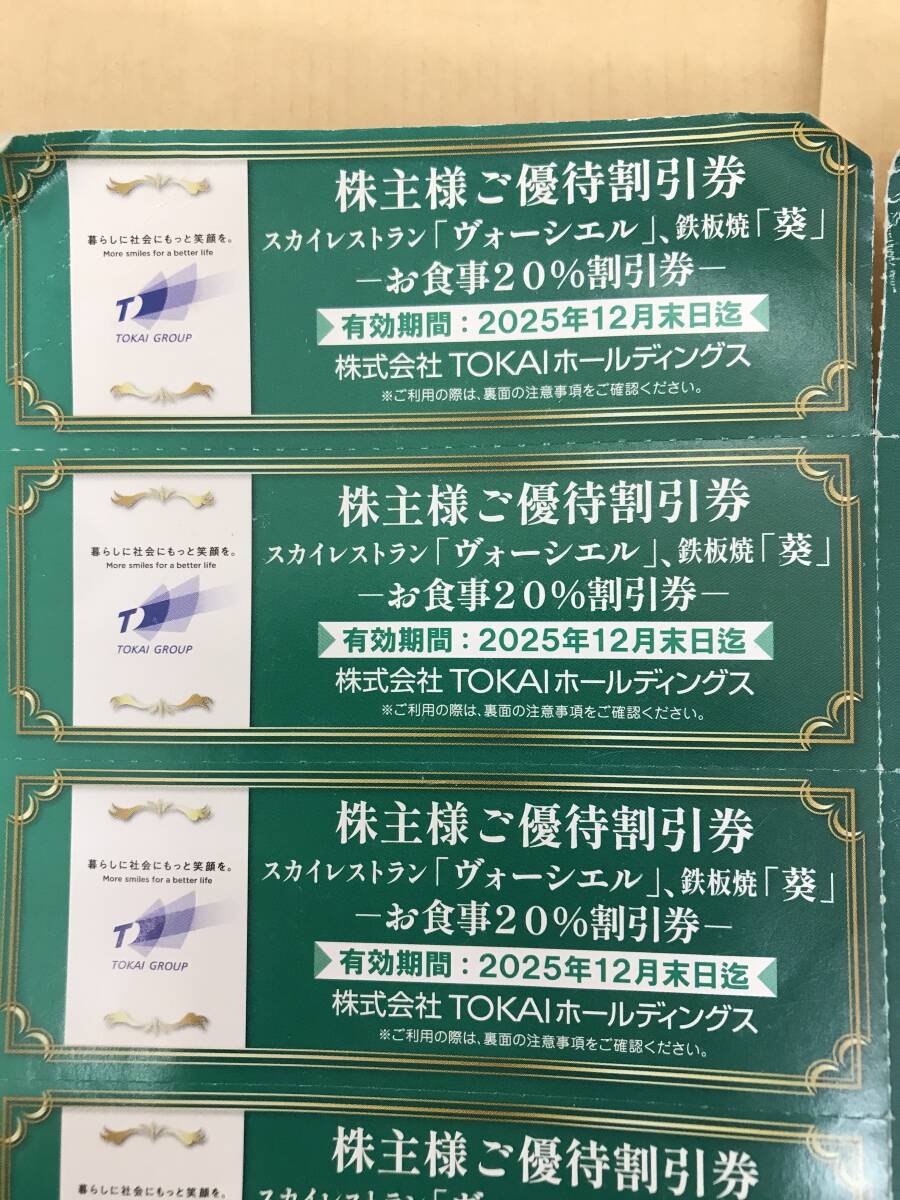 暮らしに社会にもっと笑顔を。
More smiles for a better life
TOKAI GROUP
株主様ご優待割引券
スカイレストラン「ヴォーシエル」、鉄板焼「葵」
－お食事20%割引券－
有効期間：2025年12月末日迄
株式会社 TOKAIホールディングス
※ご利用の際は、裏面の注意事項をご確認ください。
暮らしに社会にもっと笑顔を。
More smiles for a better life
TOKAI GROUP
株主様ご優待割引券
スカイレストラン「ヴォーシエル」、鉄板焼「葵」
－お食事20%割引券－
有効期間：2025年12月末日迄
株式会社 TOKAIホールディングス
※ご利用の際は、裏面の注意事項をご確認ください。
暮らしに社会にもっと笑顔を。
More smiles for a better life
TOKAI GROUP
株主様ご優待割引券
スカイレストラン「ヴォーシエル」、鉄板焼「葵」
－お食事20%割引券－
有効期間：2025年12月末日迄
株式会社 TOKAIホールディングス
※ご利用の際は、裏面の注意事項をご確認ください。
暮らしに社会にもっと笑顔を。
株主様ご優待割引券